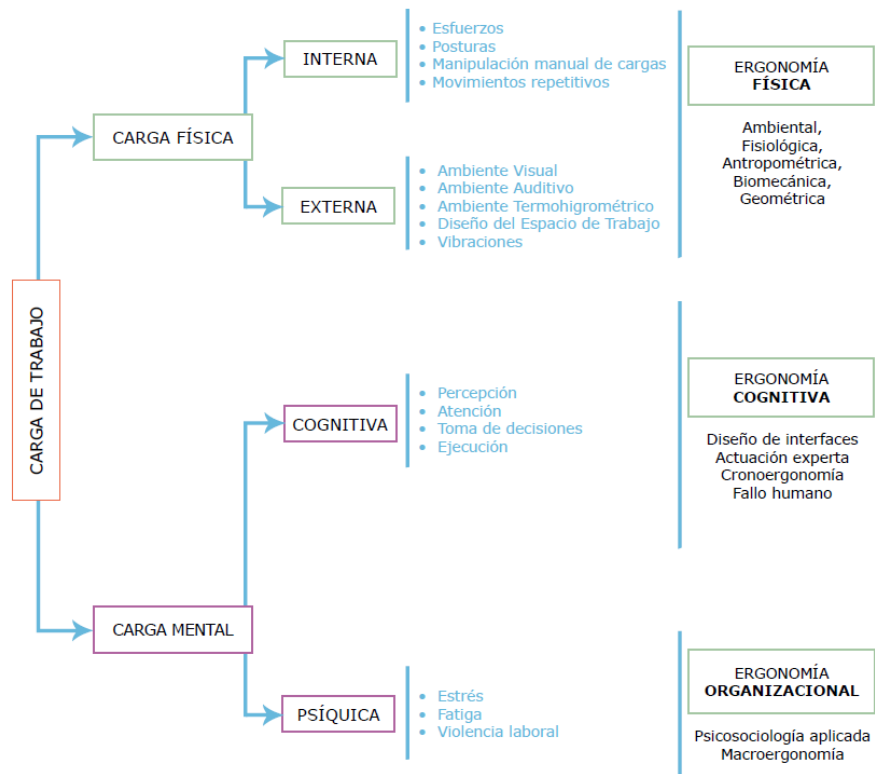 CARGA DE TRABAJO
CARGA FÍSICA
INTERNA
• Esfuerzos
• Posturas
• Manipulación manual de cargas
• Movimientos repetitivos
EXTERNA
• Ambiente Visual
• Ambiente Auditivo
• Ambiente Termohigrométrico
• Diseño del Espacio de Trabajo
• Vibraciones
ERGONOMÍA
FÍSICA
Ambiental,
Fisiológica,
Antropométrica,
Biomecánica,
Geométrica
CARGA MENTAL
COGNITIVA
• Percepción
• Atención
• Toma de decisiones
• Ejecución
ERGONOMÍA
COGNITIVA
Diseño de interfaces
Actuación experta
Cronoergonomía
Fallo humano
PSÍQUICA
• Estrés
• Fatiga
• Violencia laboral
ERGONOMÍA
ORGANIZACIONAL
Psicosociología aplicada
Macroergonomía